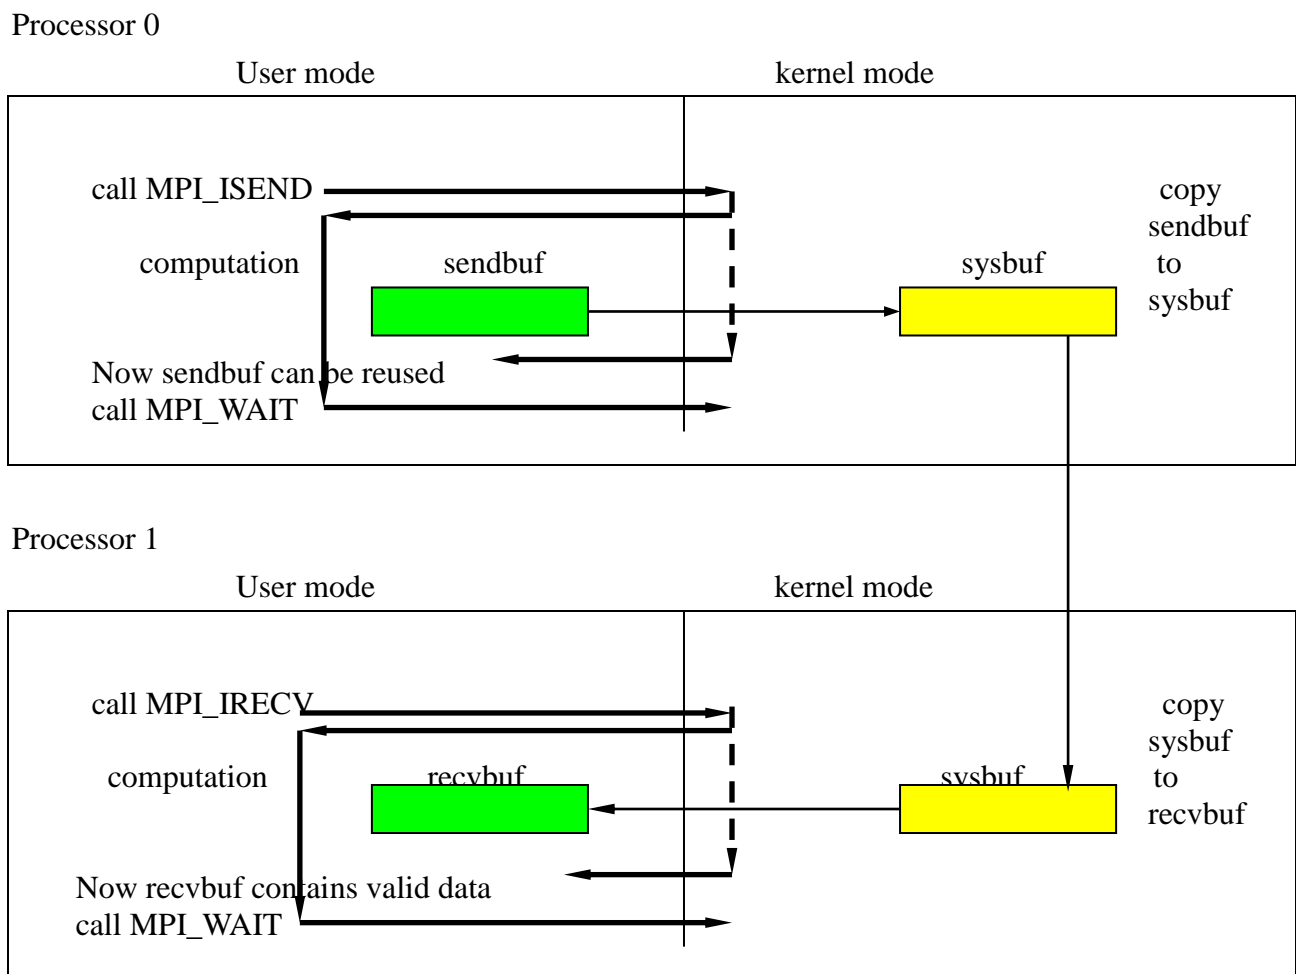 Processor 0
User mode
kernel mode
call MPI_ISEND
copy
sendbuf
to
sysbuf
computation
sendbuf
sysbuf
Now sendbuf can be reused
call MPI_WAIT
Processor 1
User mode
kernel mode
call MPI_IRECV
copy
sysbuf
to
recvbuf
computation
recvbuf
sysbuf
Now recvbuf contains valid data
call MPI_WAIT